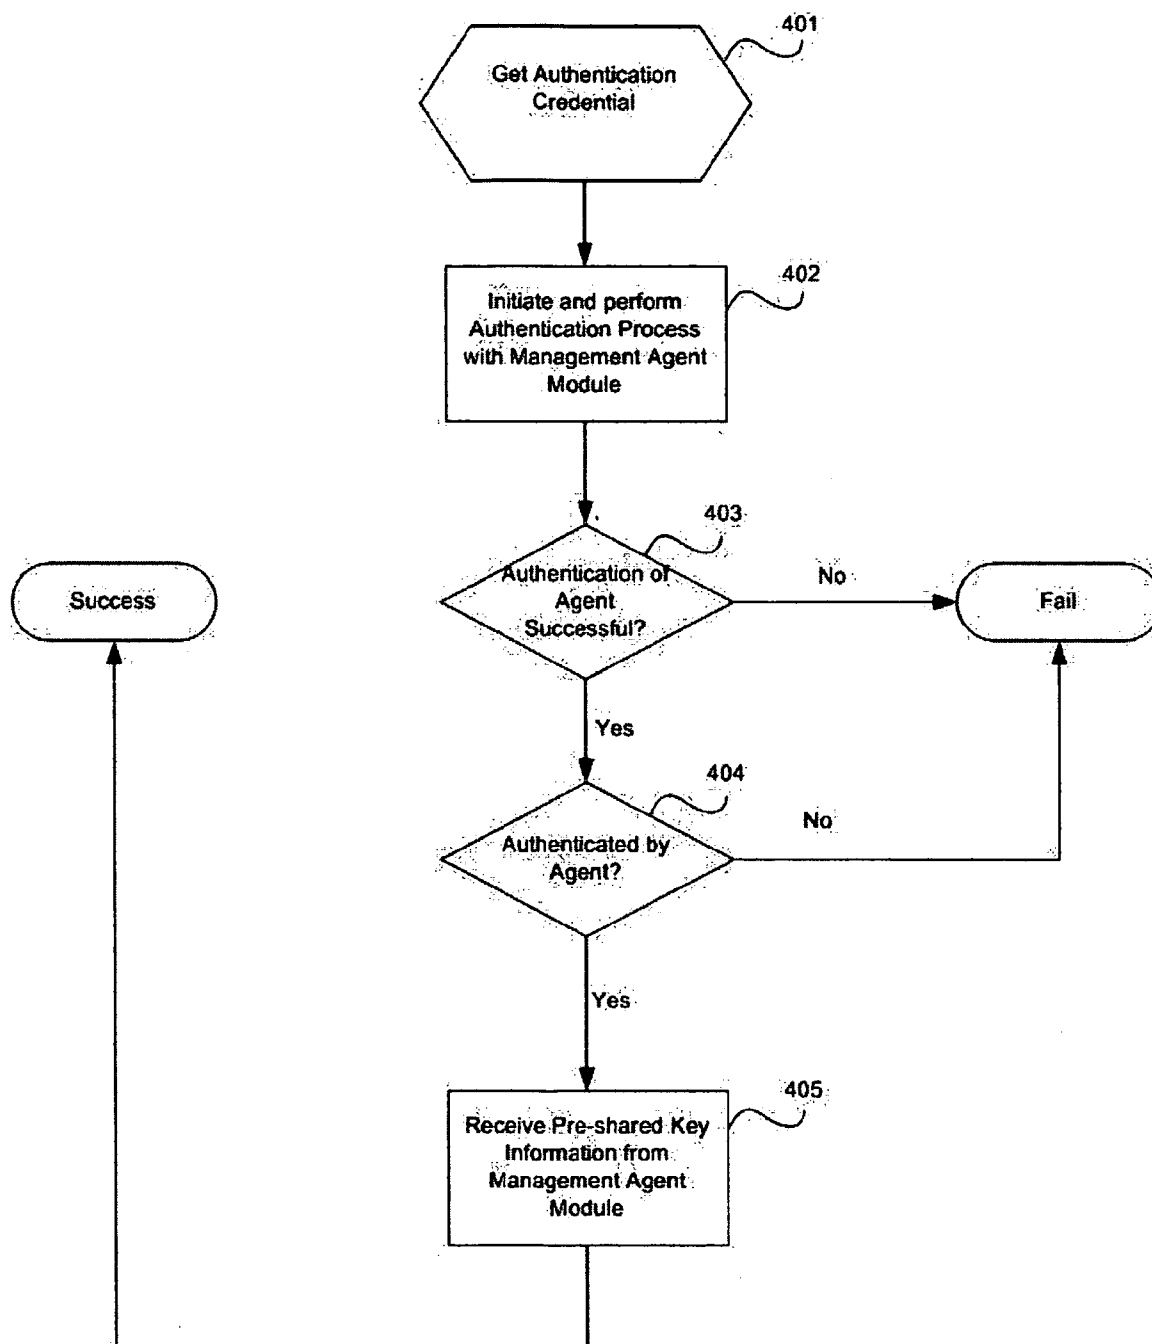 401
Get Authentication
Credential
402
Initiate and perform
Authentication Process
with Management Agent
Module
403
Authentication of
Agent
Successful?
No
Success
Fail
Yes
404
Authenticated by
Agent?
No
Yes
405
Receive Pre-shared Key
Information from
Management Agent
Module